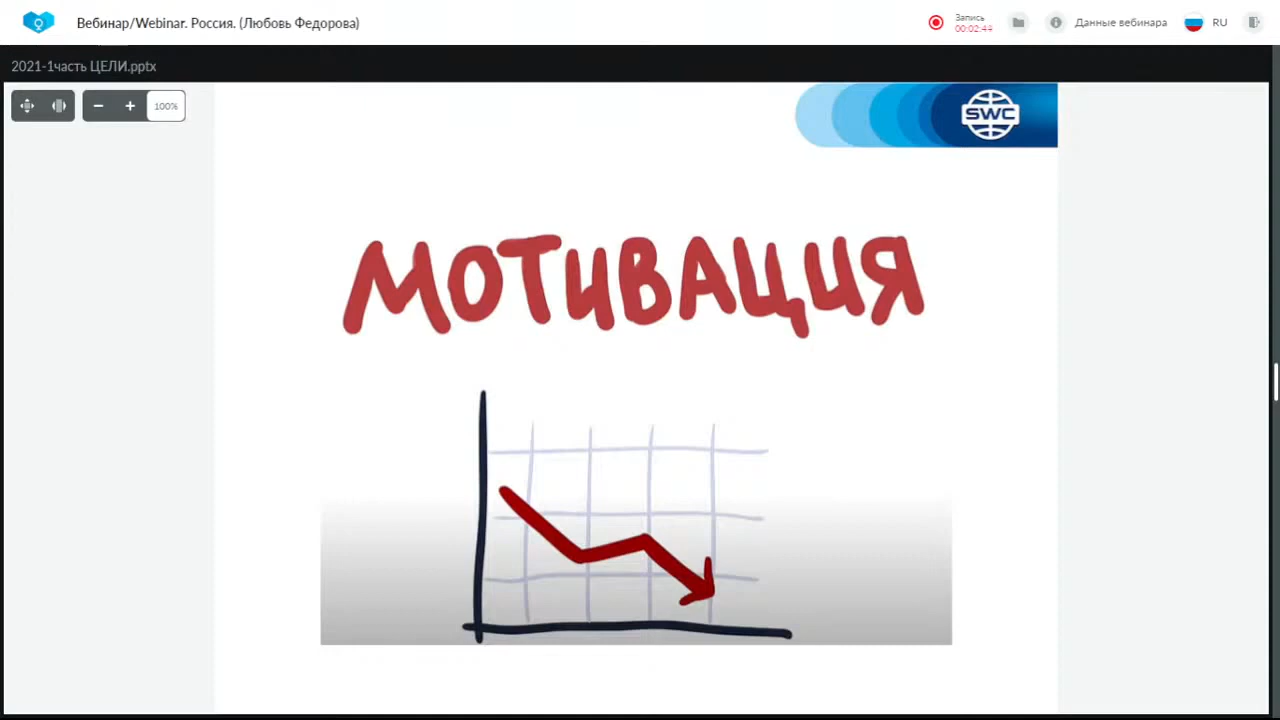 Вебинар/Webinar. Россия. (Любовь Федорова)
Запись
00:02:44
Данные вебинара
RU
2021-1часть ЦЕЛИ.pptx
100%
SWC
МОТИВАЦИЯ